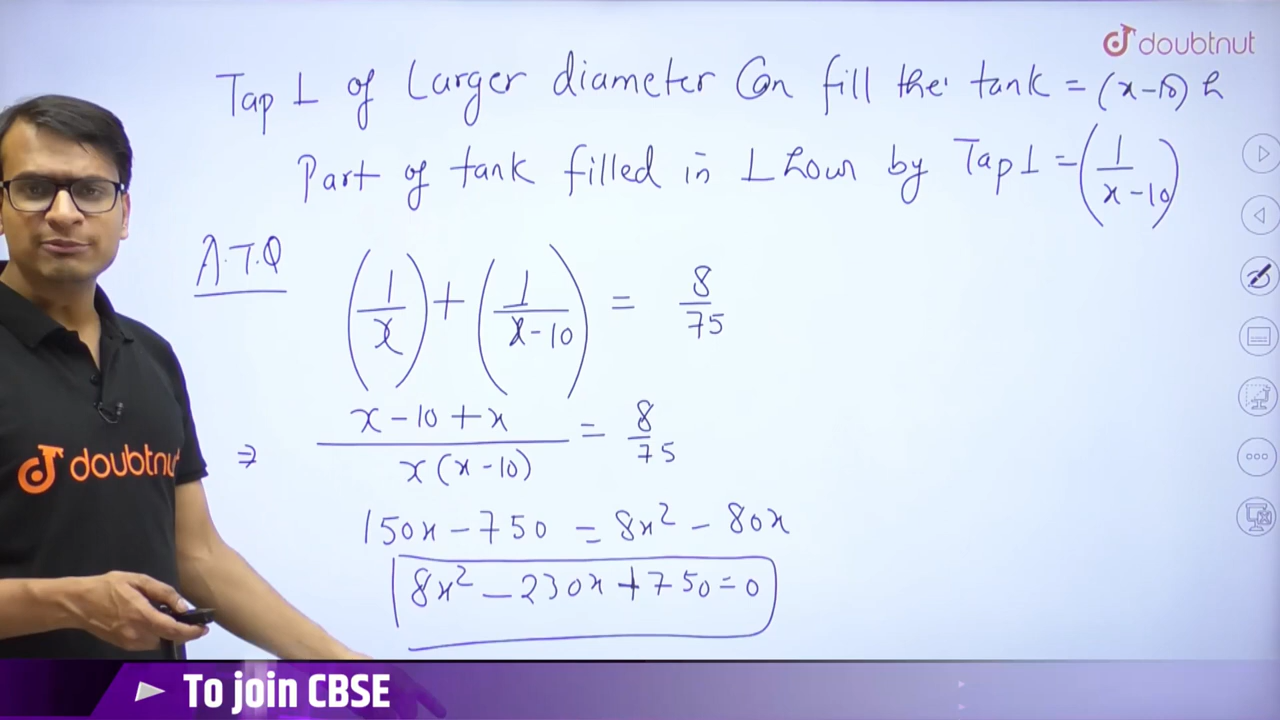 doubtnut
Tap 1 of Larger diameter Can fill the tank = (x-10) h
Part of tank filled in 1 hour by Tap 1 = (1/(x-10))
A.T.Q (1/x) + (1/(x-10)) = 8/75
⇒ (x-10+x)/(x(x-10)) = 8/75
doubtnut
150x - 750 = 8x² - 80x
8x² - 230x + 750 = 0
To join CBSE